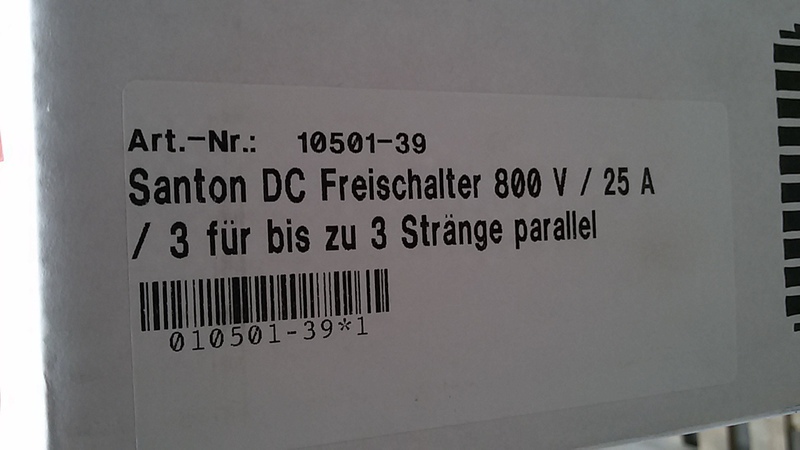 Art.-Nr.: 10501-39
Santon DC Freischalter 800 V / 25 A
/ 3 für bis zu 3 Stränge parallel
010501-39*1